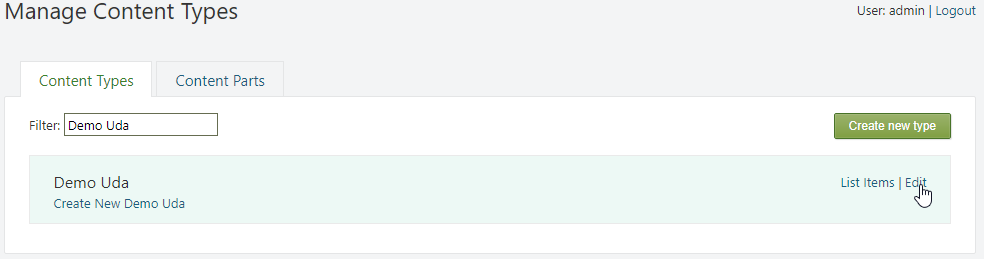 Manage Content Types
User: admin | Logout
Content Types
Content Parts
Filter: Demo Uda
Create new type
Demo Uda
List Items | Edit
Create New Demo Uda